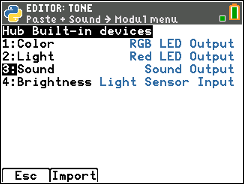 EDITOR: TONE
Paste + Sound → Modul menu
Hub Built-in devices
1:Color RGB LED Output
2:Light Red LED Output
3:Sound Sound Output
4:Brightness Light Sensor Input
Esc Import